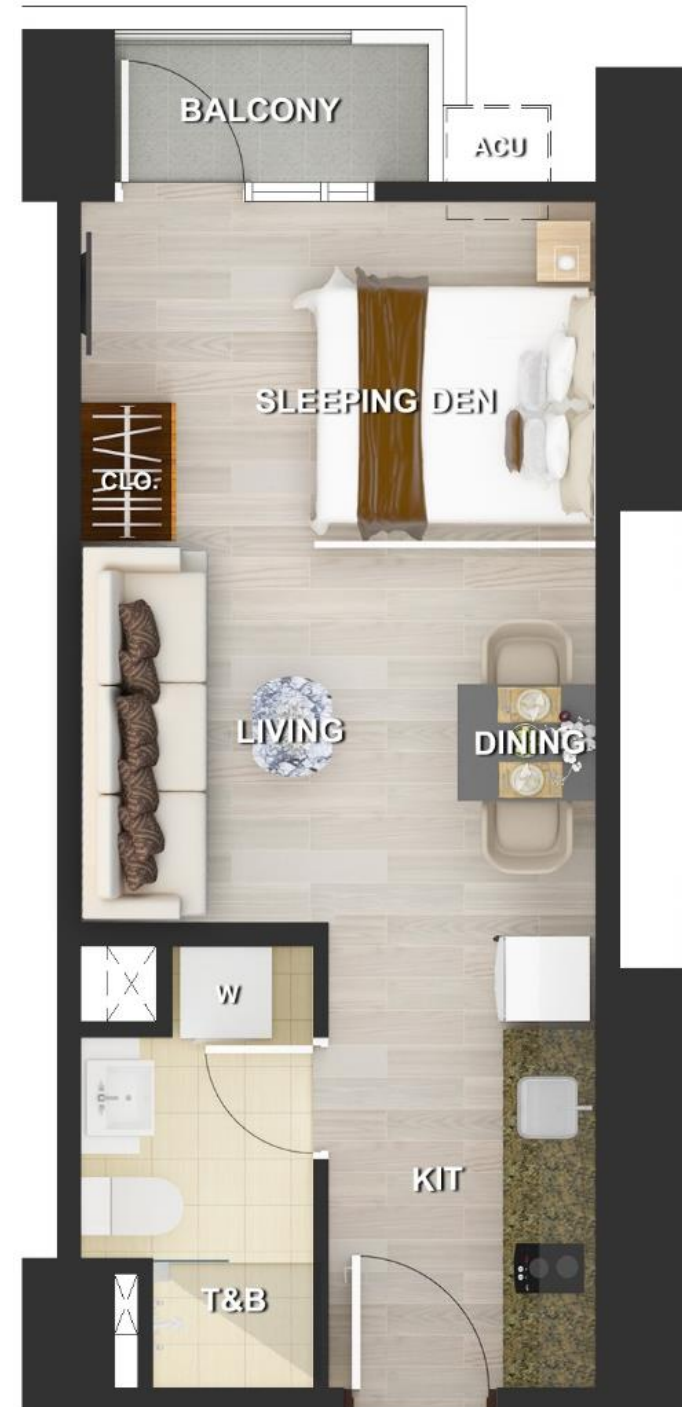 BALCONY
ACU
SLEEPING DEN
CLO.
LIVING
DINING
W
KIT
T&B